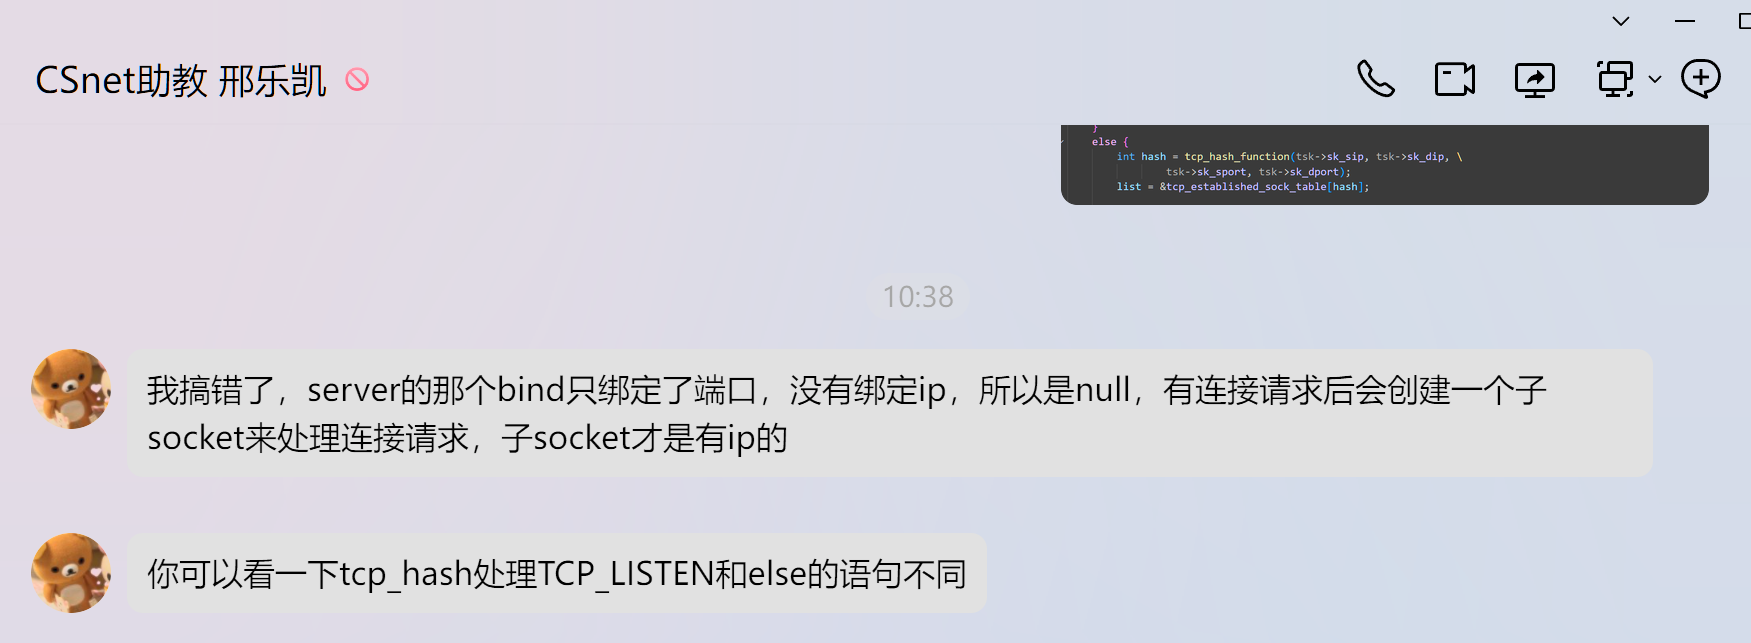 CSnet助教 邢乐凯
}
else {
int hash = tcp_hash_function(tsk->sk_sip, tsk->sk_dip, \
tsk->sk_sport, tsk->sk_dport);
list = &tcp_established_sock_table[hash];
10:38
我搞错了，server的那个bind只绑定了端口，没有绑定ip，所以是null，有连接请求后会创建一个子
socket来处理连接请求，子socket才是有ip的
你可以看一下tcp_hash处理TCP_LISTEN和else的语句不同